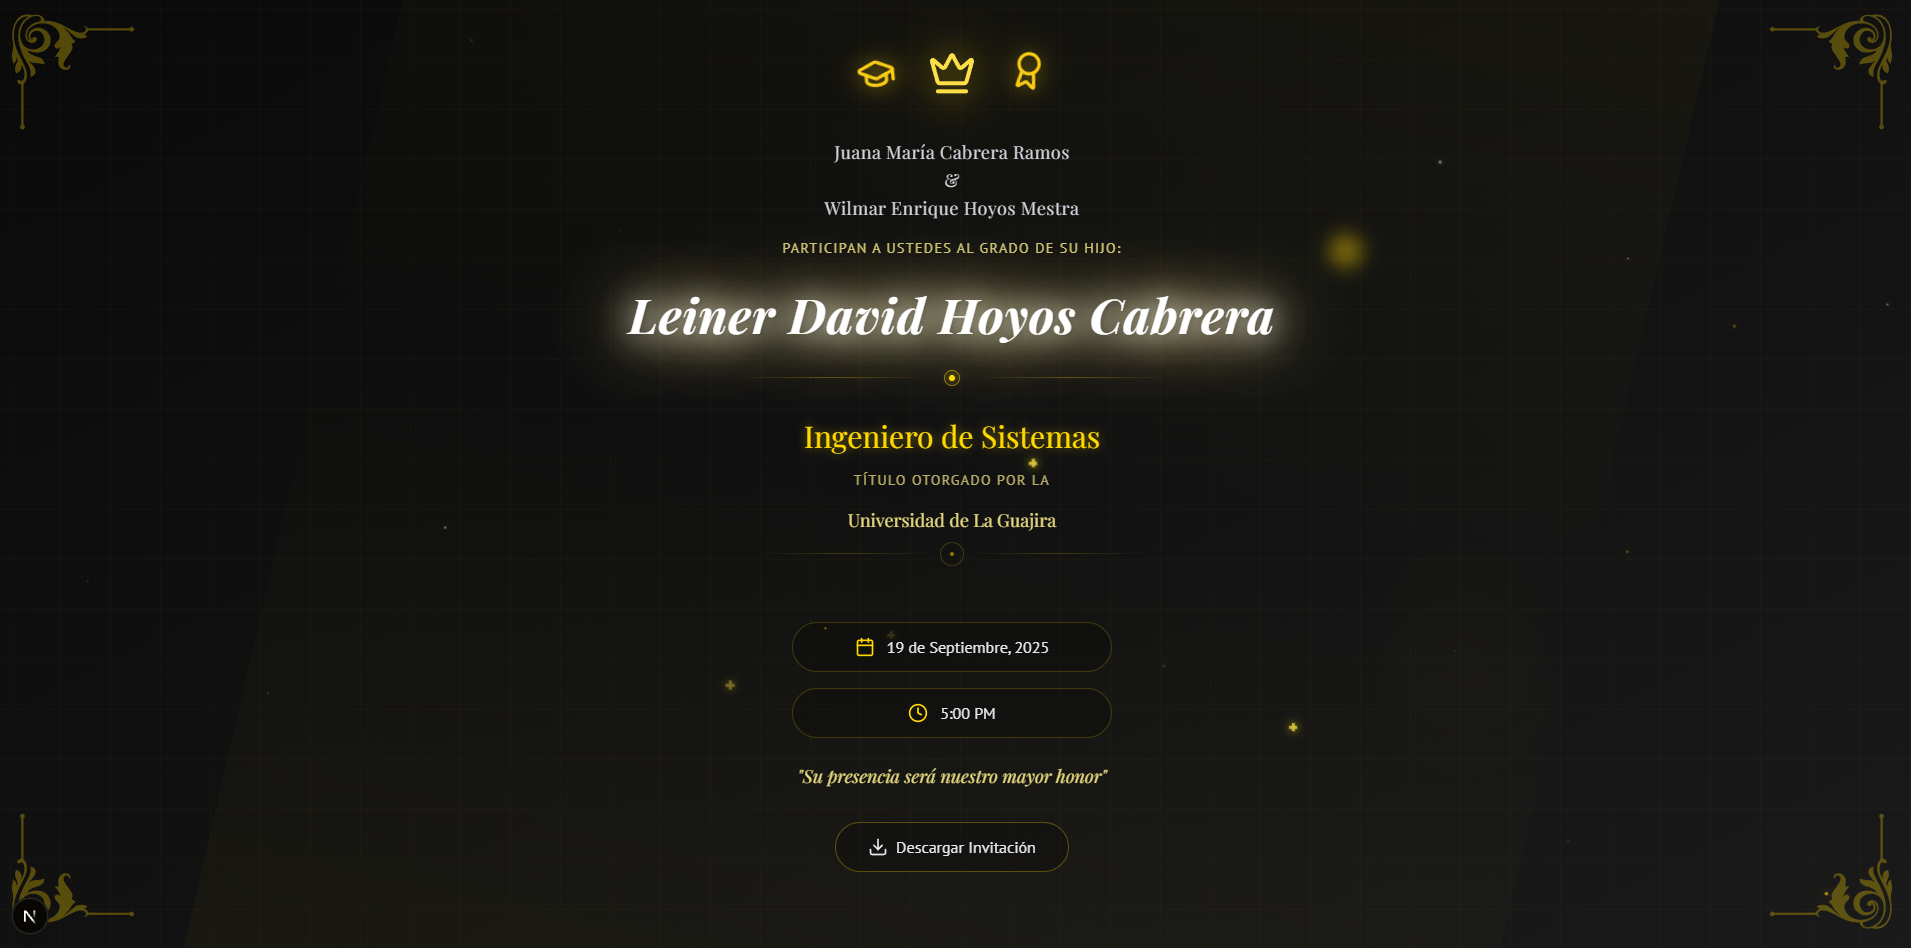 Juana María Cabrera Ramos
&
Wilmar Enrique Hoyos Mestra
PARTICIPAN A USTEDES AL GRADO DE SU HIJO:
Leiner David Hoyos Cabrera
Ingeniero de Sistemas
TÍTULO OTORGADO POR LA
Universidad de La Guajira
19 de Septiembre, 2025
5:00 PM
"Su presencia será nuestro mayor honor"
Descargar Invitación
N